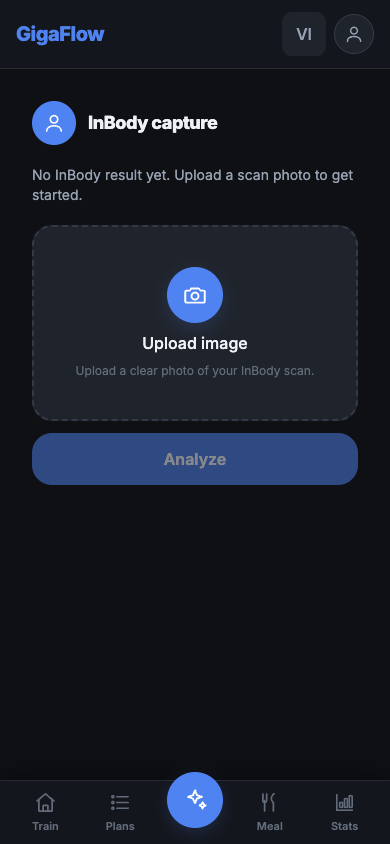 GigaFlow
VI
InBody capture
No InBody result yet. Upload a scan photo to get
started.
Upload image
Upload a clear photo of your InBody scan.
Analyze
Train
Plans
Meal
Stats